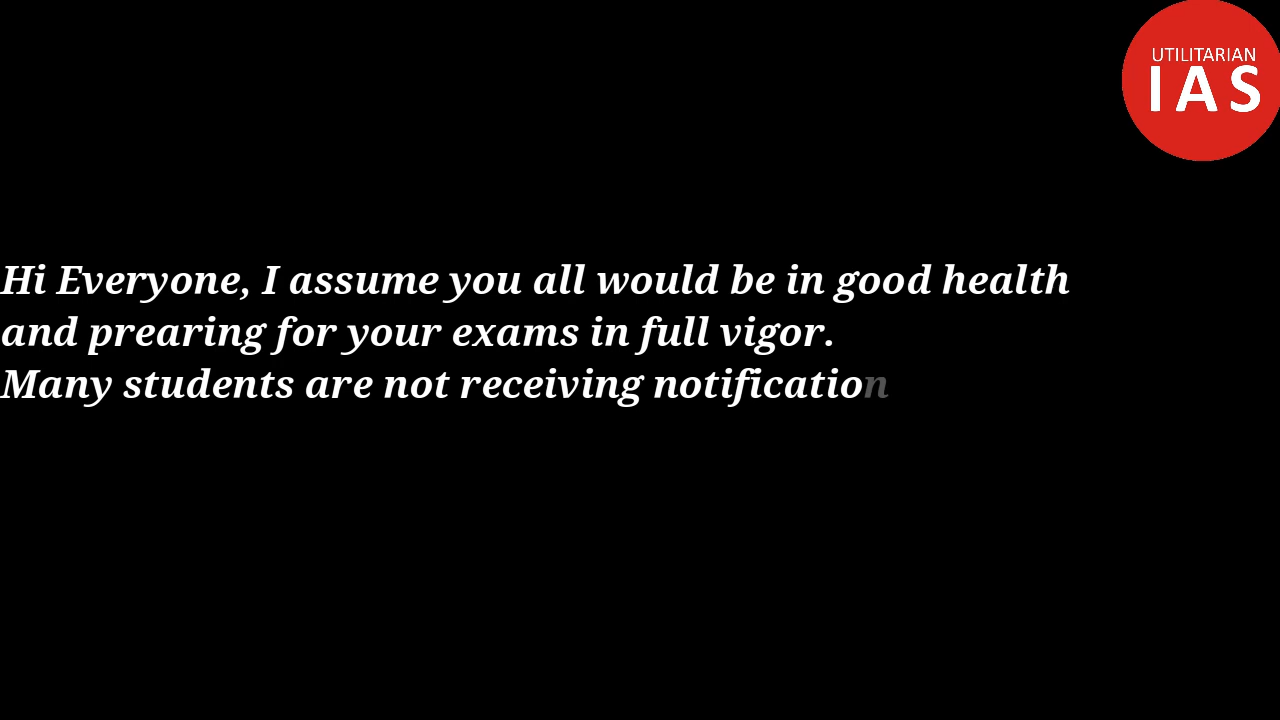 UTILITARIAN
IAS
Hi Everyone, I assume you all would be in good health
and prearing for your exams in full vigor.
Many students are not receiving notification